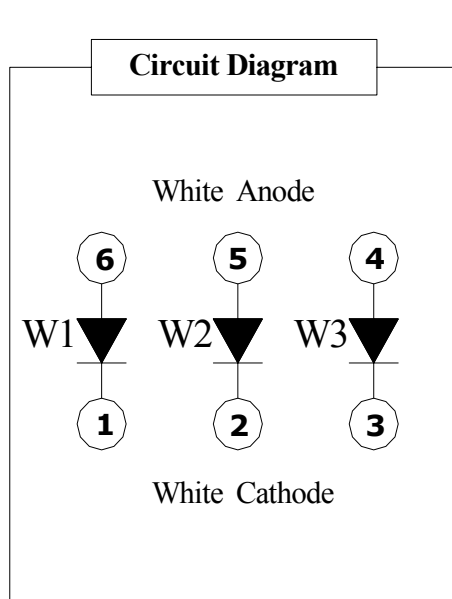 Circuit Diagram
White Anode
6 5 4
W1 W2 W3
1 2 3
White Cathode